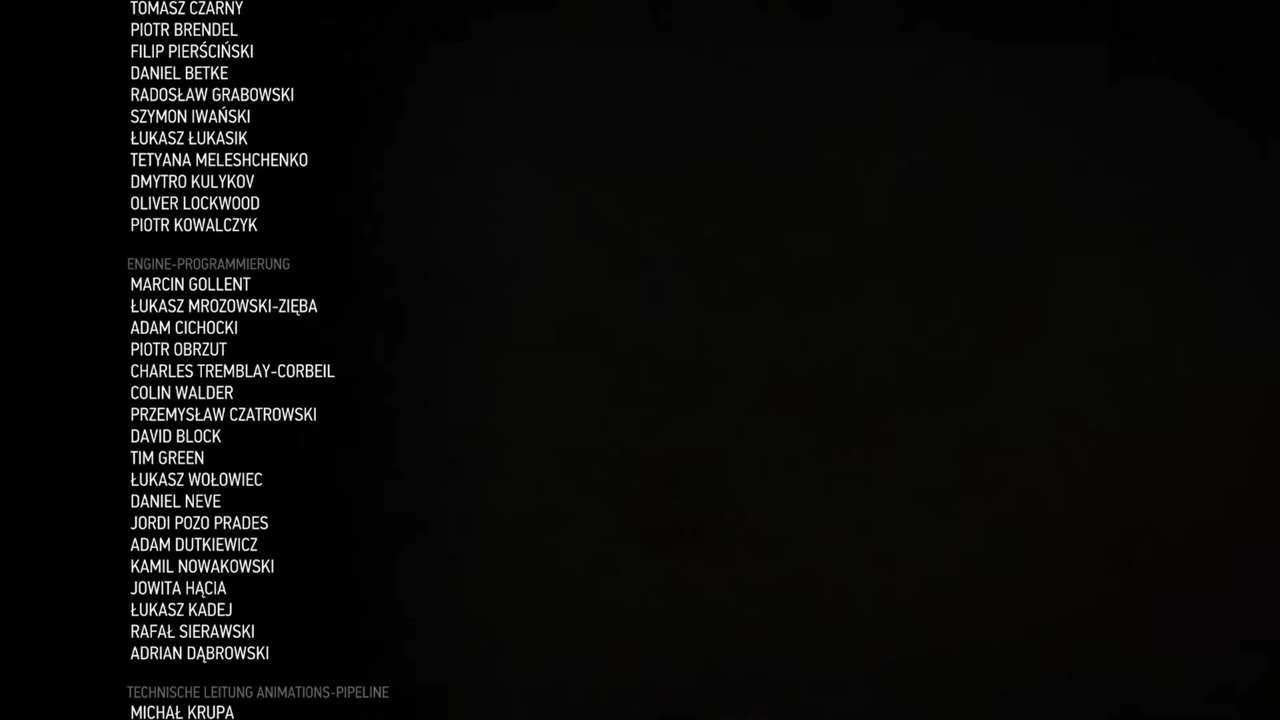 TOMASZ CZARNY
PIOTR BRENDEL
FILIP PIERŚCIŃSKI
DANIEL BETKE
RADOSŁAW GRABOWSKI
SZYMON IWAŃSKI
ŁUKASZ ŁUKASIK
TETYANA MELESHCHENKO
DMYTRO KULYKOV
OLIVER LOCKWOOD
PIOTR KOWALCZYK
ENGINE-PROGRAMMIERUNG
MARCIN GOLLENT
ŁUKASZ MROZOWSKI-ZIĘBA
ADAM CICHOCKI
PIOTR OBRZUT
CHARLES TREMBLAY-CORBEIL
COLIN WALDER
PRZEMYSŁAW CZATROWSKI
DAVID BLOCK
TIM GREEN
ŁUKASZ WOŁOWIEC
DANIEL NEVE
JORDI POZO PRADES
ADAM DUTKIEWICZ
KAMIL NOWAKOWSKI
JOWITA HĄCIA
ŁUKASZ KADEJ
RAFAŁ SIERAWSKI
ADRIAN DĄBROWSKI
TECHNISCHE LEITUNG ANIMATIONS-PIPELINE
MICHAŁ KRUPA